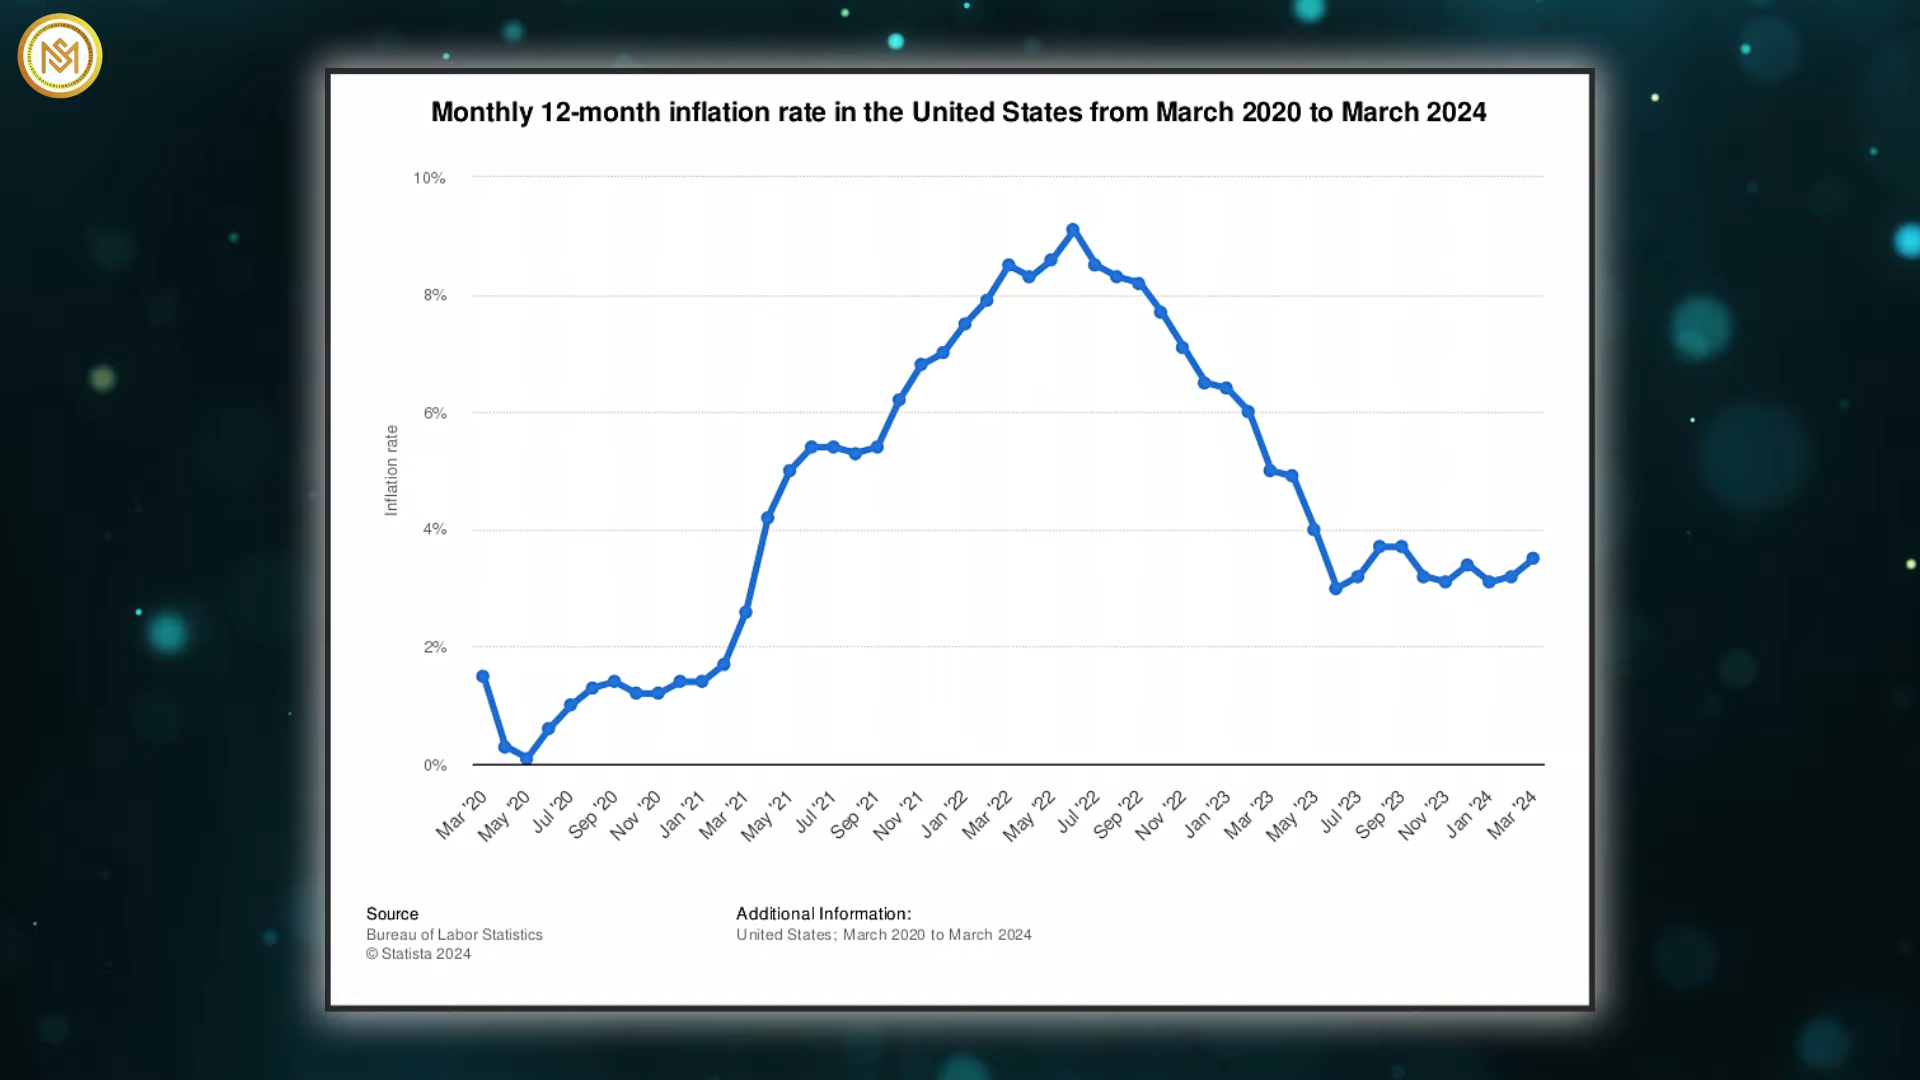 Monthly 12-month inflation rate in the United States from March 2020 to March 2024
10%
8%
6%
4%
2%
0%
Inflation rate
Mar '20
May '20
Jul '20
Sep '20
Nov '20
Jan '21
Mar '21
May '21
Jul '21
Sep '21
Nov '21
Jan '22
Mar '22
May '22
Jul '22
Sep '22
Nov '22
Jan '23
Mar '23
May '23
Jul '23
Sep '23
Nov '23
Jan '24
Mar '24
Source
Bureau of Labor Statistics
© Statista 2024
Additional Information:
United States; March 2020 to March 2024